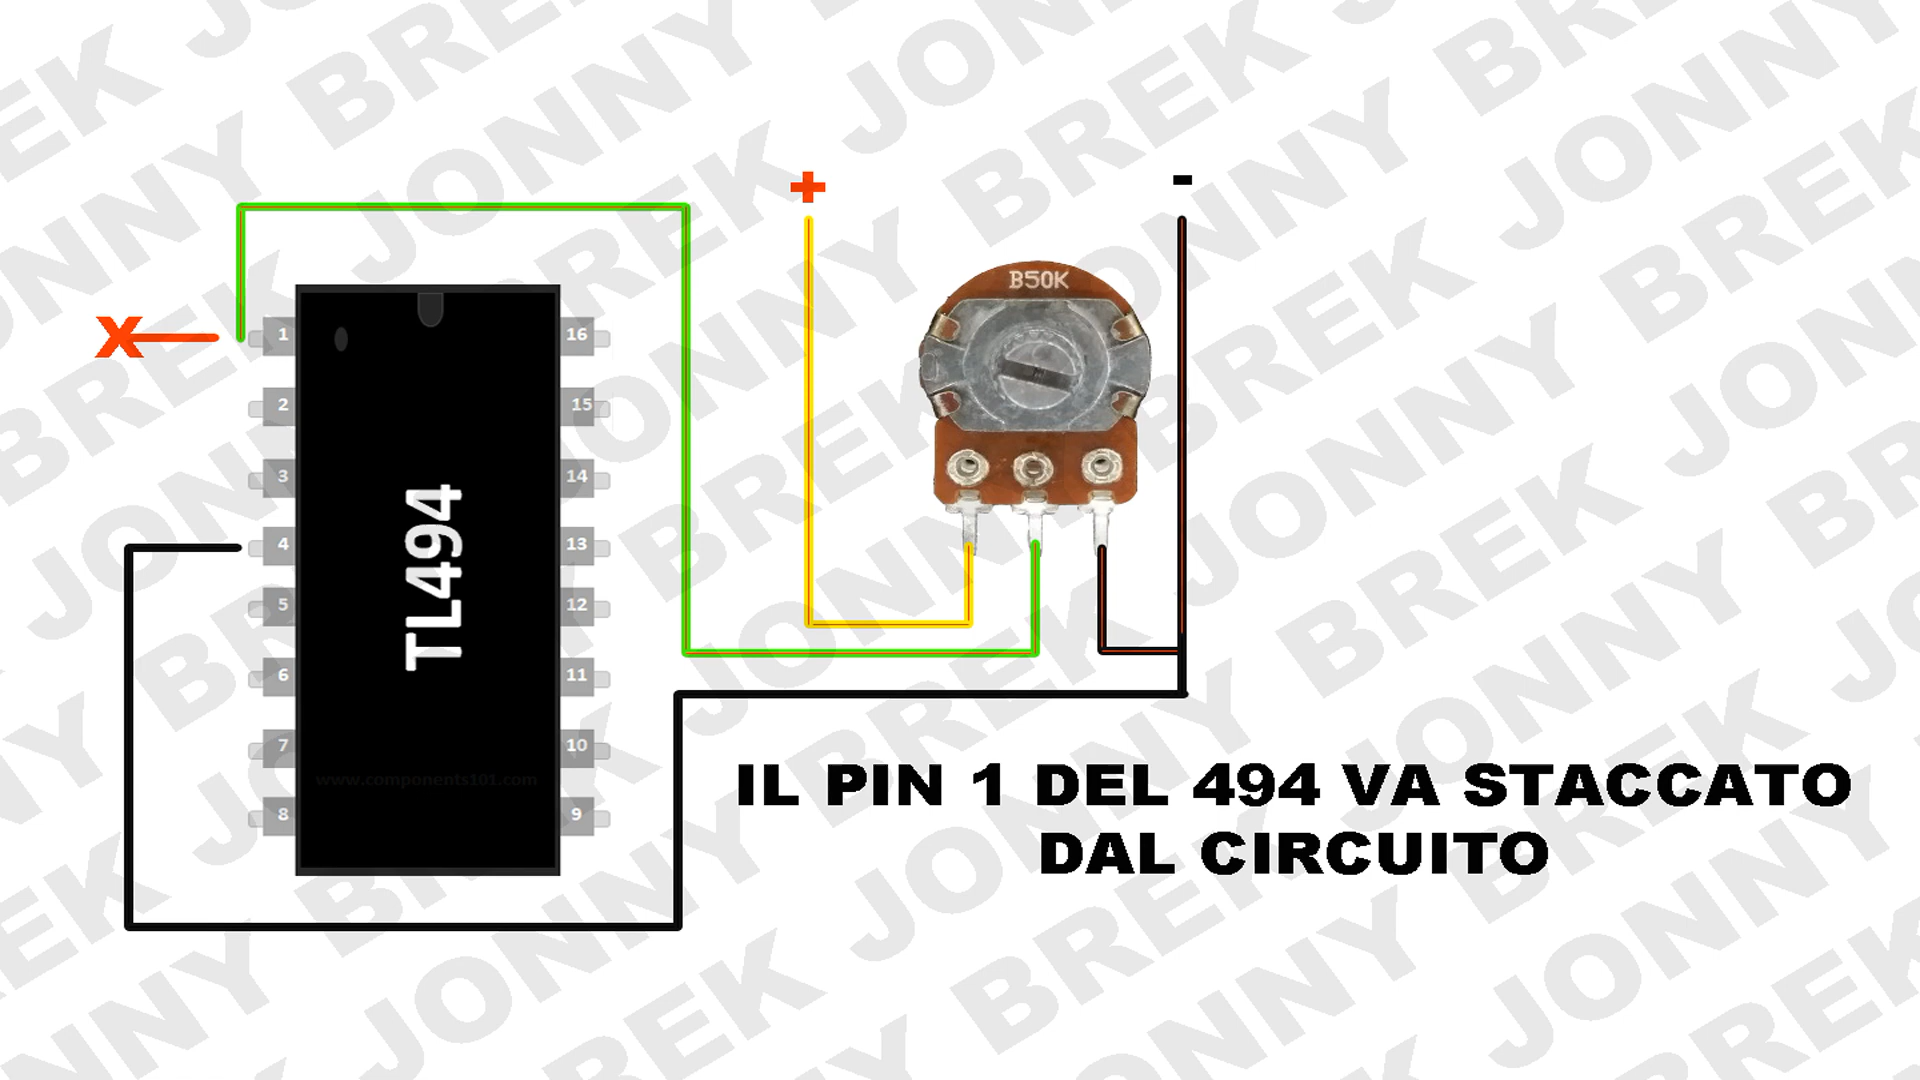 JONNY BREK
+
-
B50K
X
1
16
2
15
3
14
4
13
5
12
6
11
7
10
8
9
TL494
www.components101.com
IL PIN 1 DEL 494 VA STACCATO
DAL CIRCUITO